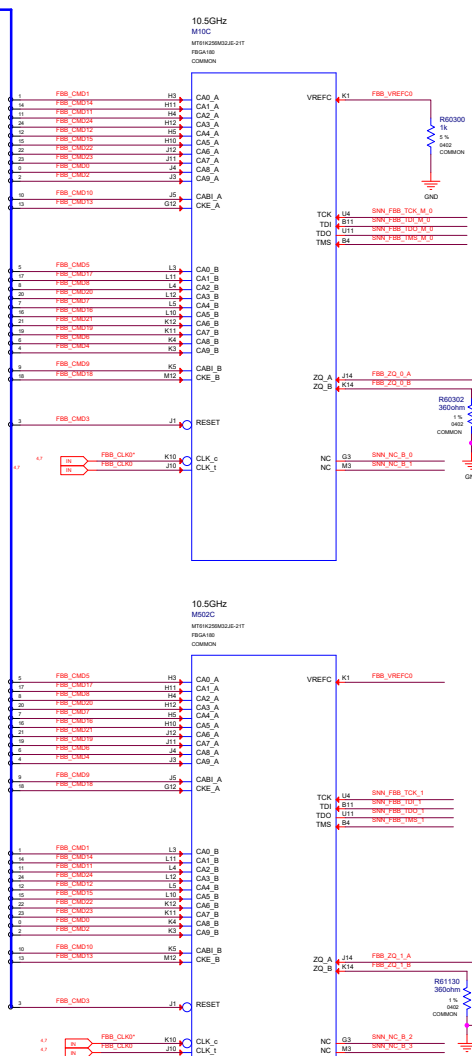 10.5GHz
M10C
MT61K256M32JE-21T
FBGA180
COMMON
1 FBB_CMD1 H3 CA0_A VREFC K1 FBB_VREFC0
14 FBB_CMD14 H11 CA1_A
11 FBB_CMD11 H4 CA2_A
24 FBB_CMD24 H12 CA3_A
12 FBB_CMD12 H5 CA4_A
15 FBB_CMD15 H10 CA5_A
22 FBB_CMD22 J12 CA6_A
23 FBB_CMD23 J11 CA7_A
0 FBB_CMD0 J4 CA8_A
2 FBB_CMD2 J3 CA9_A
R60300
1k
5 %
0402
COMMON
GND
10 FBB_CMD10 J5 CABI_A
13 FBB_CMD13 G12 CKE_A
TCK U4 SNN_FBB_TCK_M_0
TDI B11 SNN_FBB_TDI_M_0
TDO U11 SNN_FBB_TDO_M_0
TMS B4 SNN_FBB_TMS_M_0
5 FBB_CMD5 L3 CA0_B
17 FBB_CMD17 L11 CA1_B
8 FBB_CMD8 L4 CA2_B
20 FBB_CMD20 L12 CA3_B
7 FBB_CMD7 L5 CA4_B
16 FBB_CMD16 L10 CA5_B
21 FBB_CMD21 K12 CA6_B
19 FBB_CMD19 K11 CA7_B
6 FBB_CMD6 K4 CA8_B
4 FBB_CMD4 K3 CA9_B
9 FBB_CMD9 K5 CABI_B
18 FBB_CMD18 M12 CKE_B
ZQ_A J14 FBB_ZQ_0_A
ZQ_B K14 FBB_ZQ_0_B
R60302
360ohm
1 %
0402
COMMON
3 FBB_CMD3 J1 RESET
4,7 IN FBB_CLK0* K10 CLK_c NC G3 SNN_NC_B_0
4,7 IN FBB_CLK0 J10 CLK_t NC M3 SNN_NC_B_1
10.5GHz
M502C
MT61K256M32JE-21T
FBGA180
COMMON
5 FBB_CMD5 H3 CA0_A VREFC K1 FBB_VREFC0
17 FBB_CMD17 H11 CA1_A
8 FBB_CMD8 H4 CA2_A
20 FBB_CMD20 H12 CA3_A
7 FBB_CMD7 H5 CA4_A
16 FBB_CMD16 H10 CA5_A
21 FBB_CMD21 J12 CA6_A
19 FBB_CMD19 J11 CA7_A
6 FBB_CMD6 J4 CA8_A
4 FBB_CMD4 J3 CA9_A
9 FBB_CMD9 J5 CABI_A
18 FBB_CMD18 G12 CKE_A
TCK U4 SNN_FBB_TCK_1
TDI B11 SNN_FBB_TDI_1
TDO U11 SNN_FBB_TDO_1
TMS B4 SNN_FBB_TMS_1
1 FBB_CMD1 L3 CA0_B
14 FBB_CMD14 L11 CA1_B
11 FBB_CMD11 L4 CA2_B
24 FBB_CMD24 L12 CA3_B
12 FBB_CMD12 L5 CA4_B
15 FBB_CMD15 L10 CA5_B
22 FBB_CMD22 K12 CA6_B
23 FBB_CMD23 K11 CA7_B
0 FBB_CMD0 K4 CA8_B
2 FBB_CMD2 K3 CA9_B
10 FBB_CMD10 K5 CABI_B
13 FBB_CMD13 M12 CKE_B
ZQ_A J14 FBB_ZQ_1_A
ZQ_B K14 FBB_ZQ_1_B
R61130
360ohm
1 %
0402
COMMON
3 FBB_CMD3 J1 RESET
4,7 IN FBB_CLK0* K10 CLK_c NC G3 SNN_NC_B_2
4,7 IN FBB_CLK0 J10 CLK_t NC M3 SNN_NC_B_3